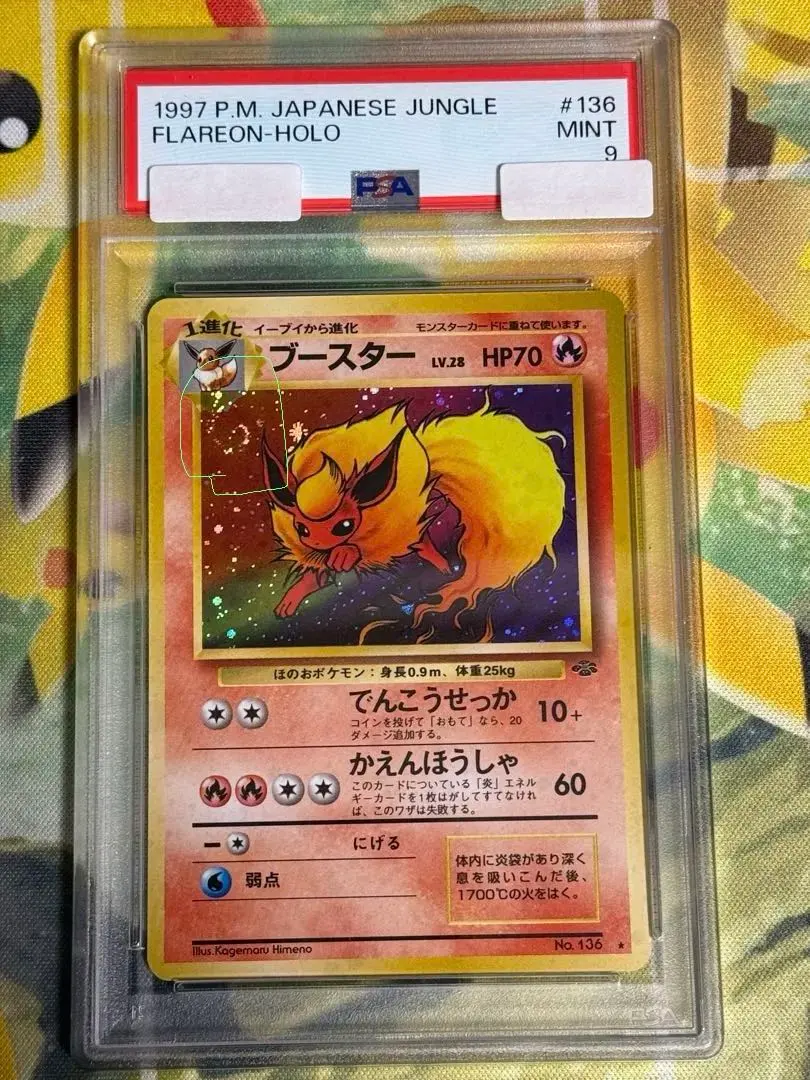 1997 P.M. JAPANESE JUNGLE #136
FLAREON-HOLO MINT
9
PSA
1進化 イーブイから進化 モンスターカードに重ねて使います。
ブースター LV.28 HP70
ほのおポケモン：身長0.9m、体重25kg
でんこうせっか 10+
コインを投げて「おもて」なら、20
ダメージ追加する。
かえんほうしゃ 60
このカードについている「炎」エネル
ギーカードを1枚はがしてすてなけれ
ば、このワザは失敗する。
ー にげる
弱点
体内に炎袋があり深く
息を吸いこんだ後、
1700℃の火をはく。
Illus.Kagemaru Himeno No. 136 ★
PSA